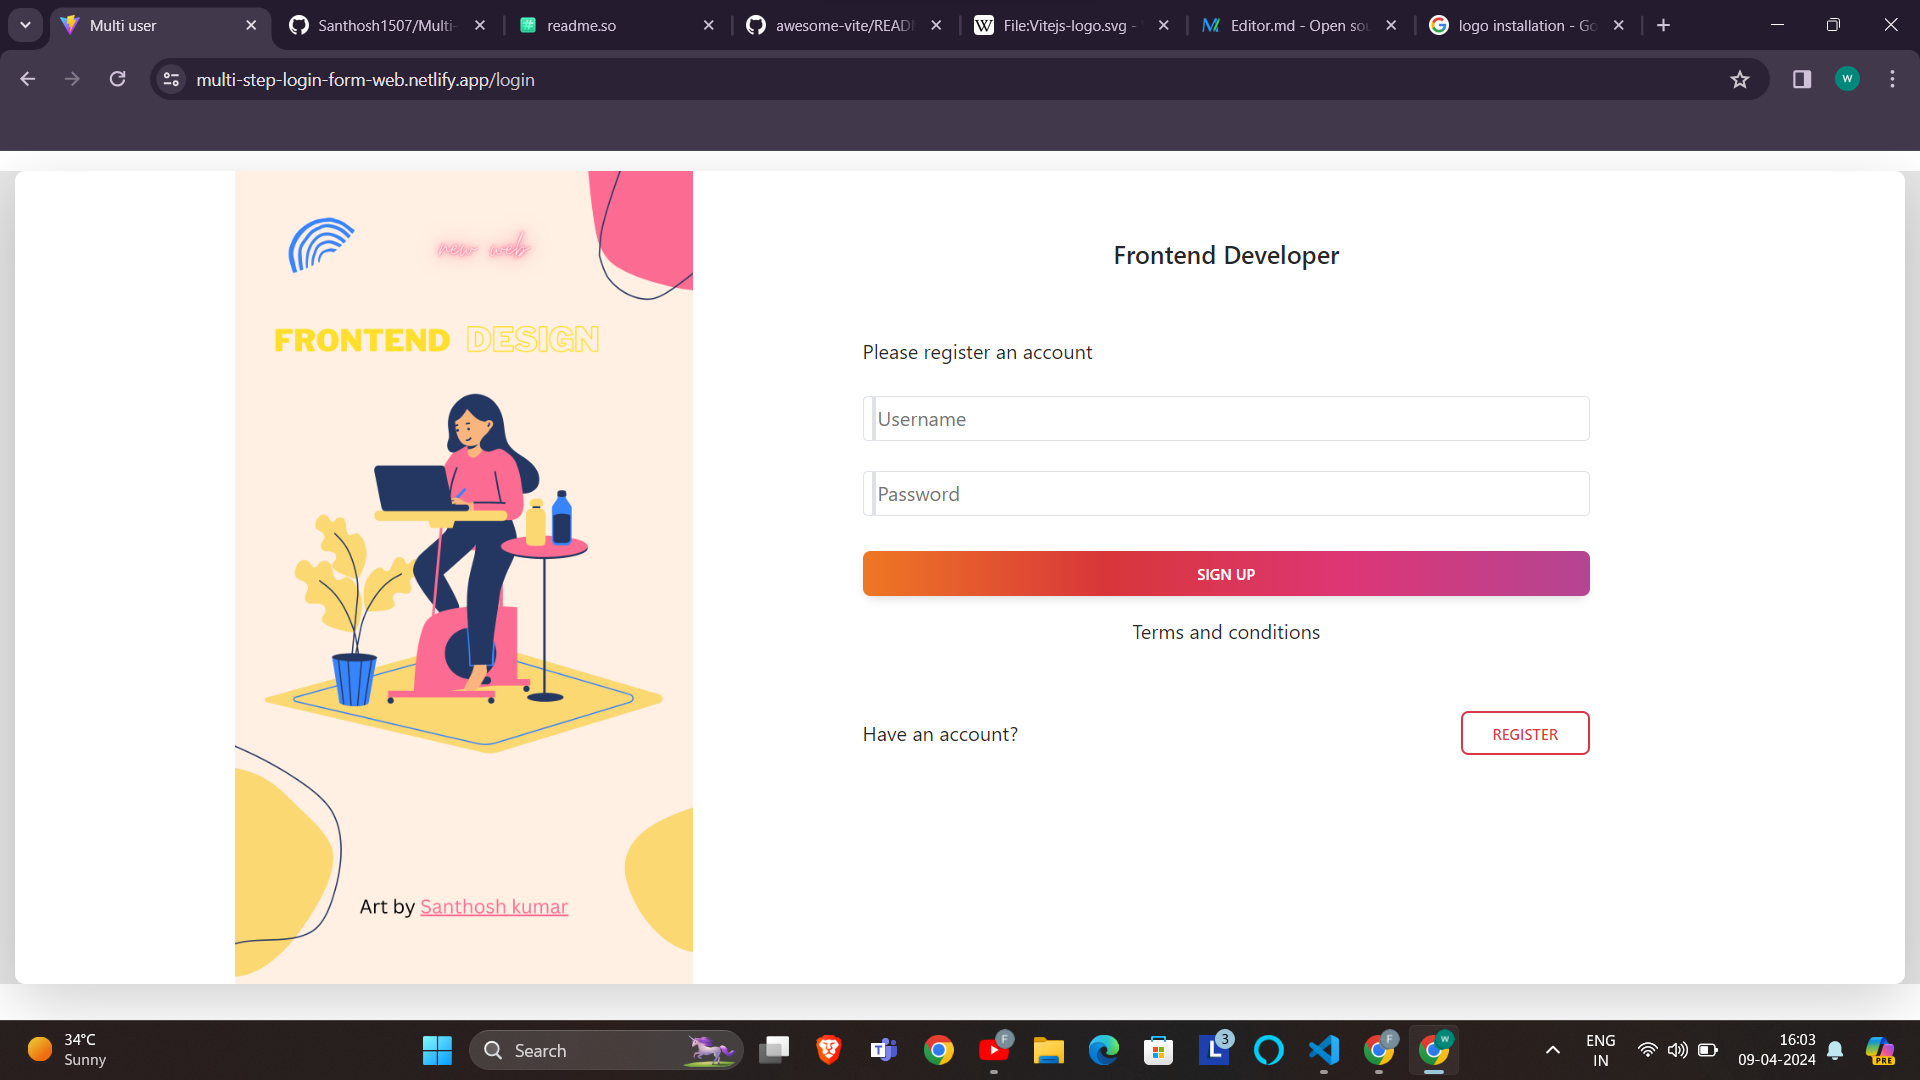 Multi user
Santhosh1507/Multi-
readme.so
awesome-vite/READ
File:Vitejs-logo.svg -
Editor.md - Open sou
logo installation - Go
multi-step-login-form-web.netlify.app/login
W
new web
FRONTEND DESIGN
Art by Santhosh kumar
Frontend Developer
Please register an account
Username
Password
SIGN UP
Terms and conditions
Have an account?
REGISTER
34°C
Sunny
Search
F
3
F
W
ENG
IN
16:03
09-04-2024
PRE